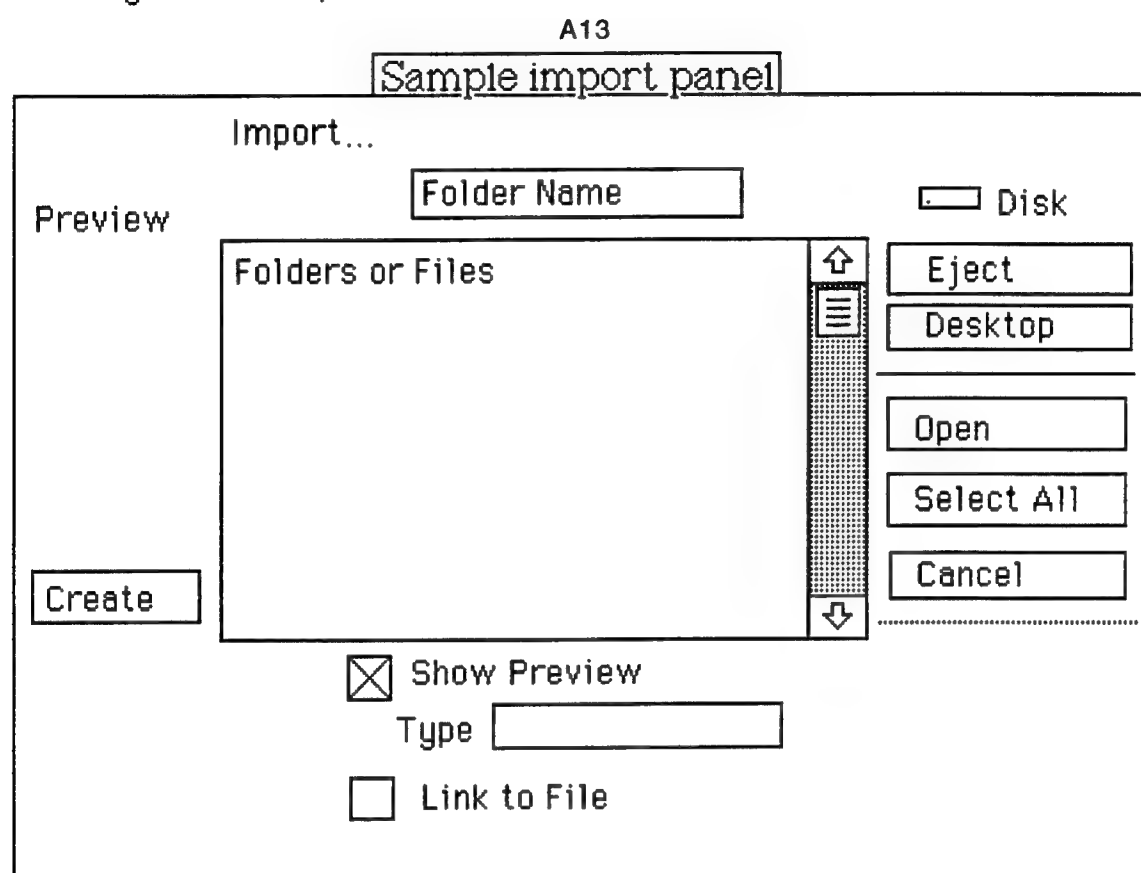 A13
Sample import panel
Import...
Folder Name
Disk
Preview
Folders or Files
Eject
Desktop
Open
Select All
Cancel
Create
Show Preview
Type
Link to File